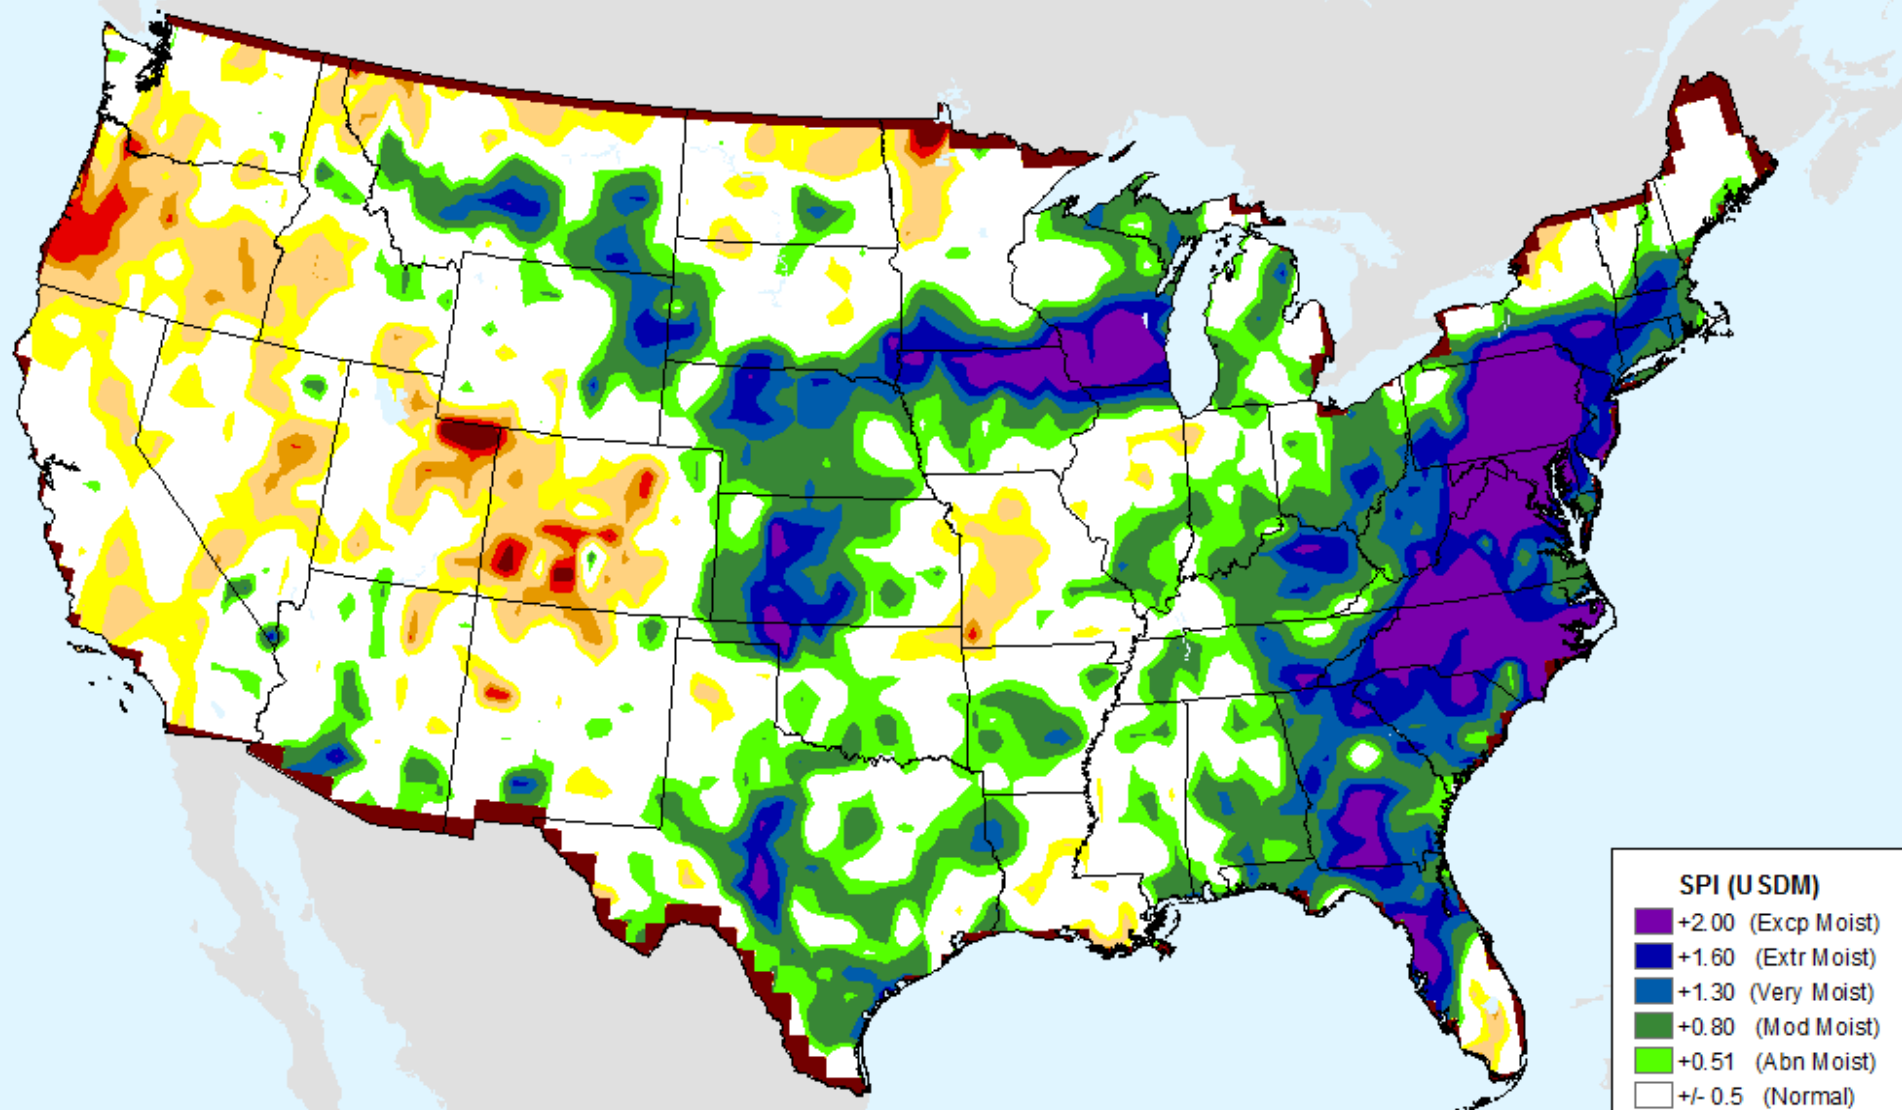 SPI (USDM)
+2.00 (Excp Moist)
+1.60 (Extr Moist)
+1.30 (Very Moist)
+0.80 (Mod Moist)
+0.51 (Abn Moist)
+/- 0.5 (Normal)